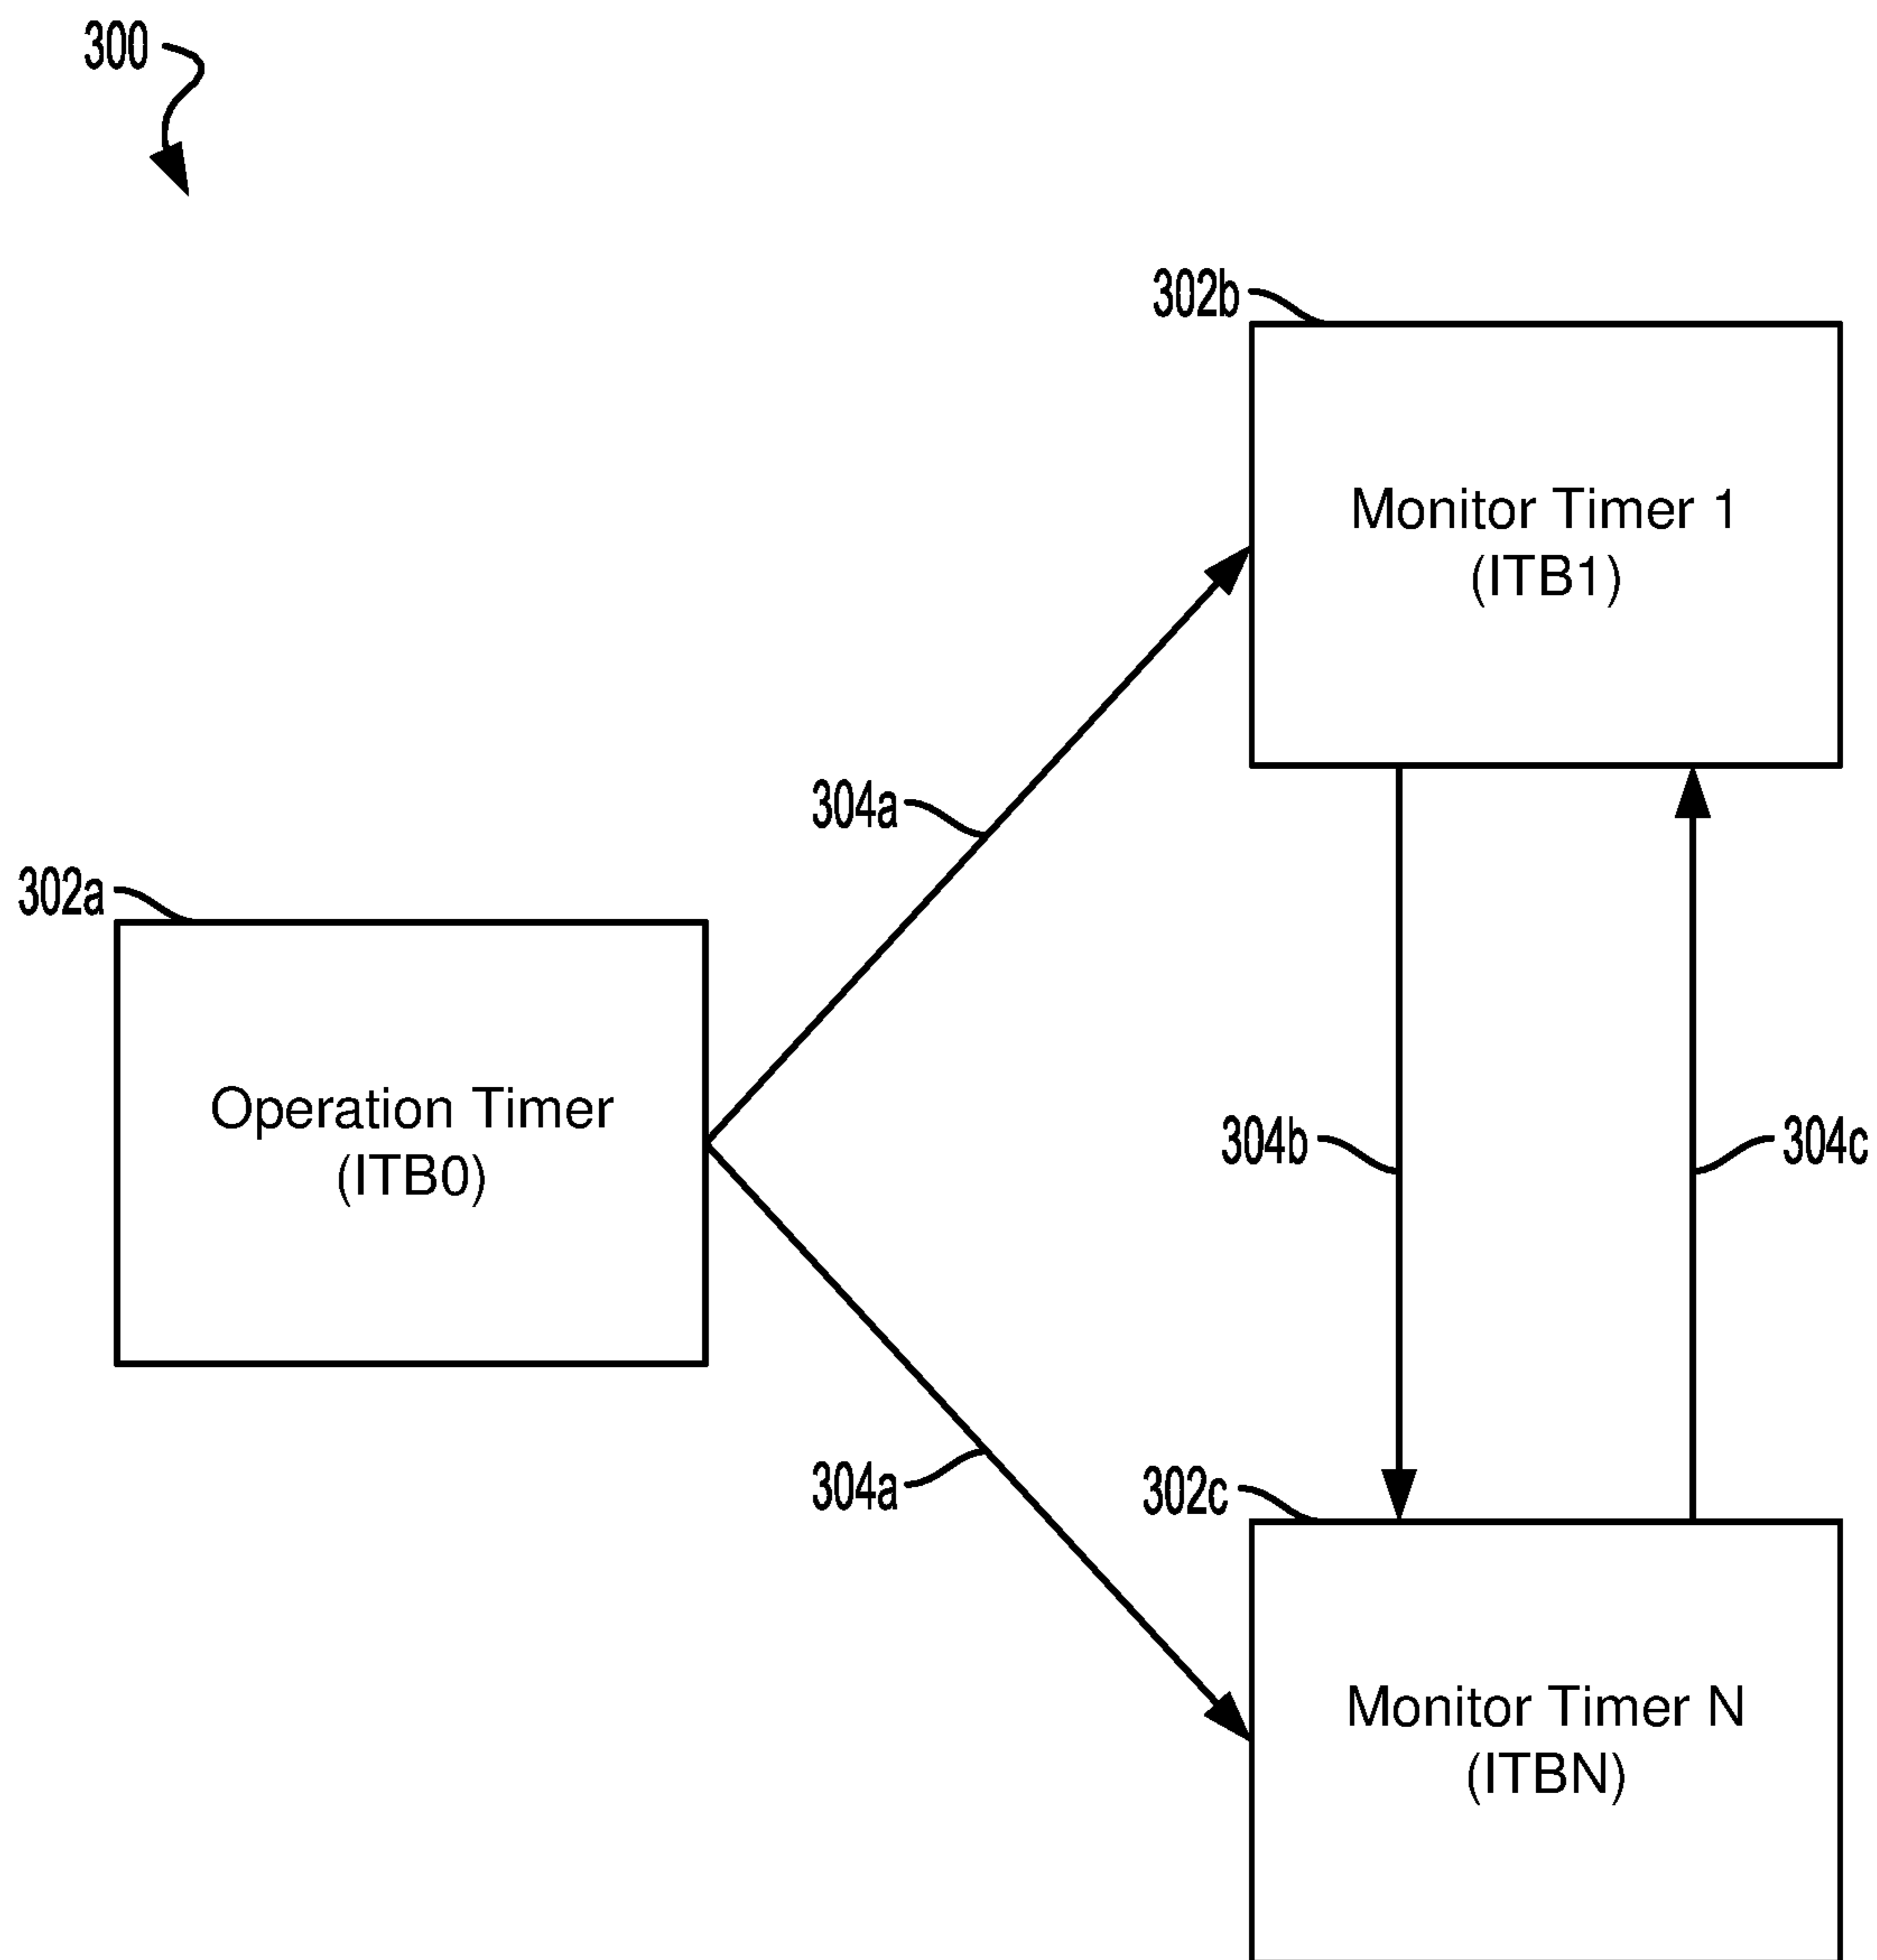 300
302b
Monitor Timer 1
(ITB1)
304a
302a
Operation Timer
(ITB0)
304b
304c
304a
302c
Monitor Timer N
(ITBN)